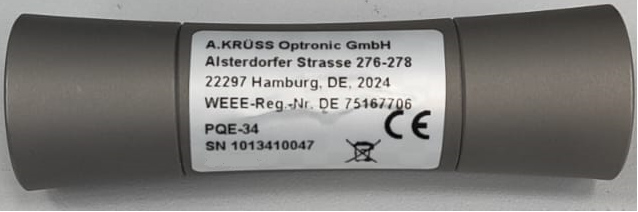 A.KRÜSS Optronic GmbH
Alsterdorfer Strasse 276-278
22297 Hamburg, DE, 2024
WEEE-Reg.-Nr. DE 75167706
PQE-34
SN 1013410047
CE